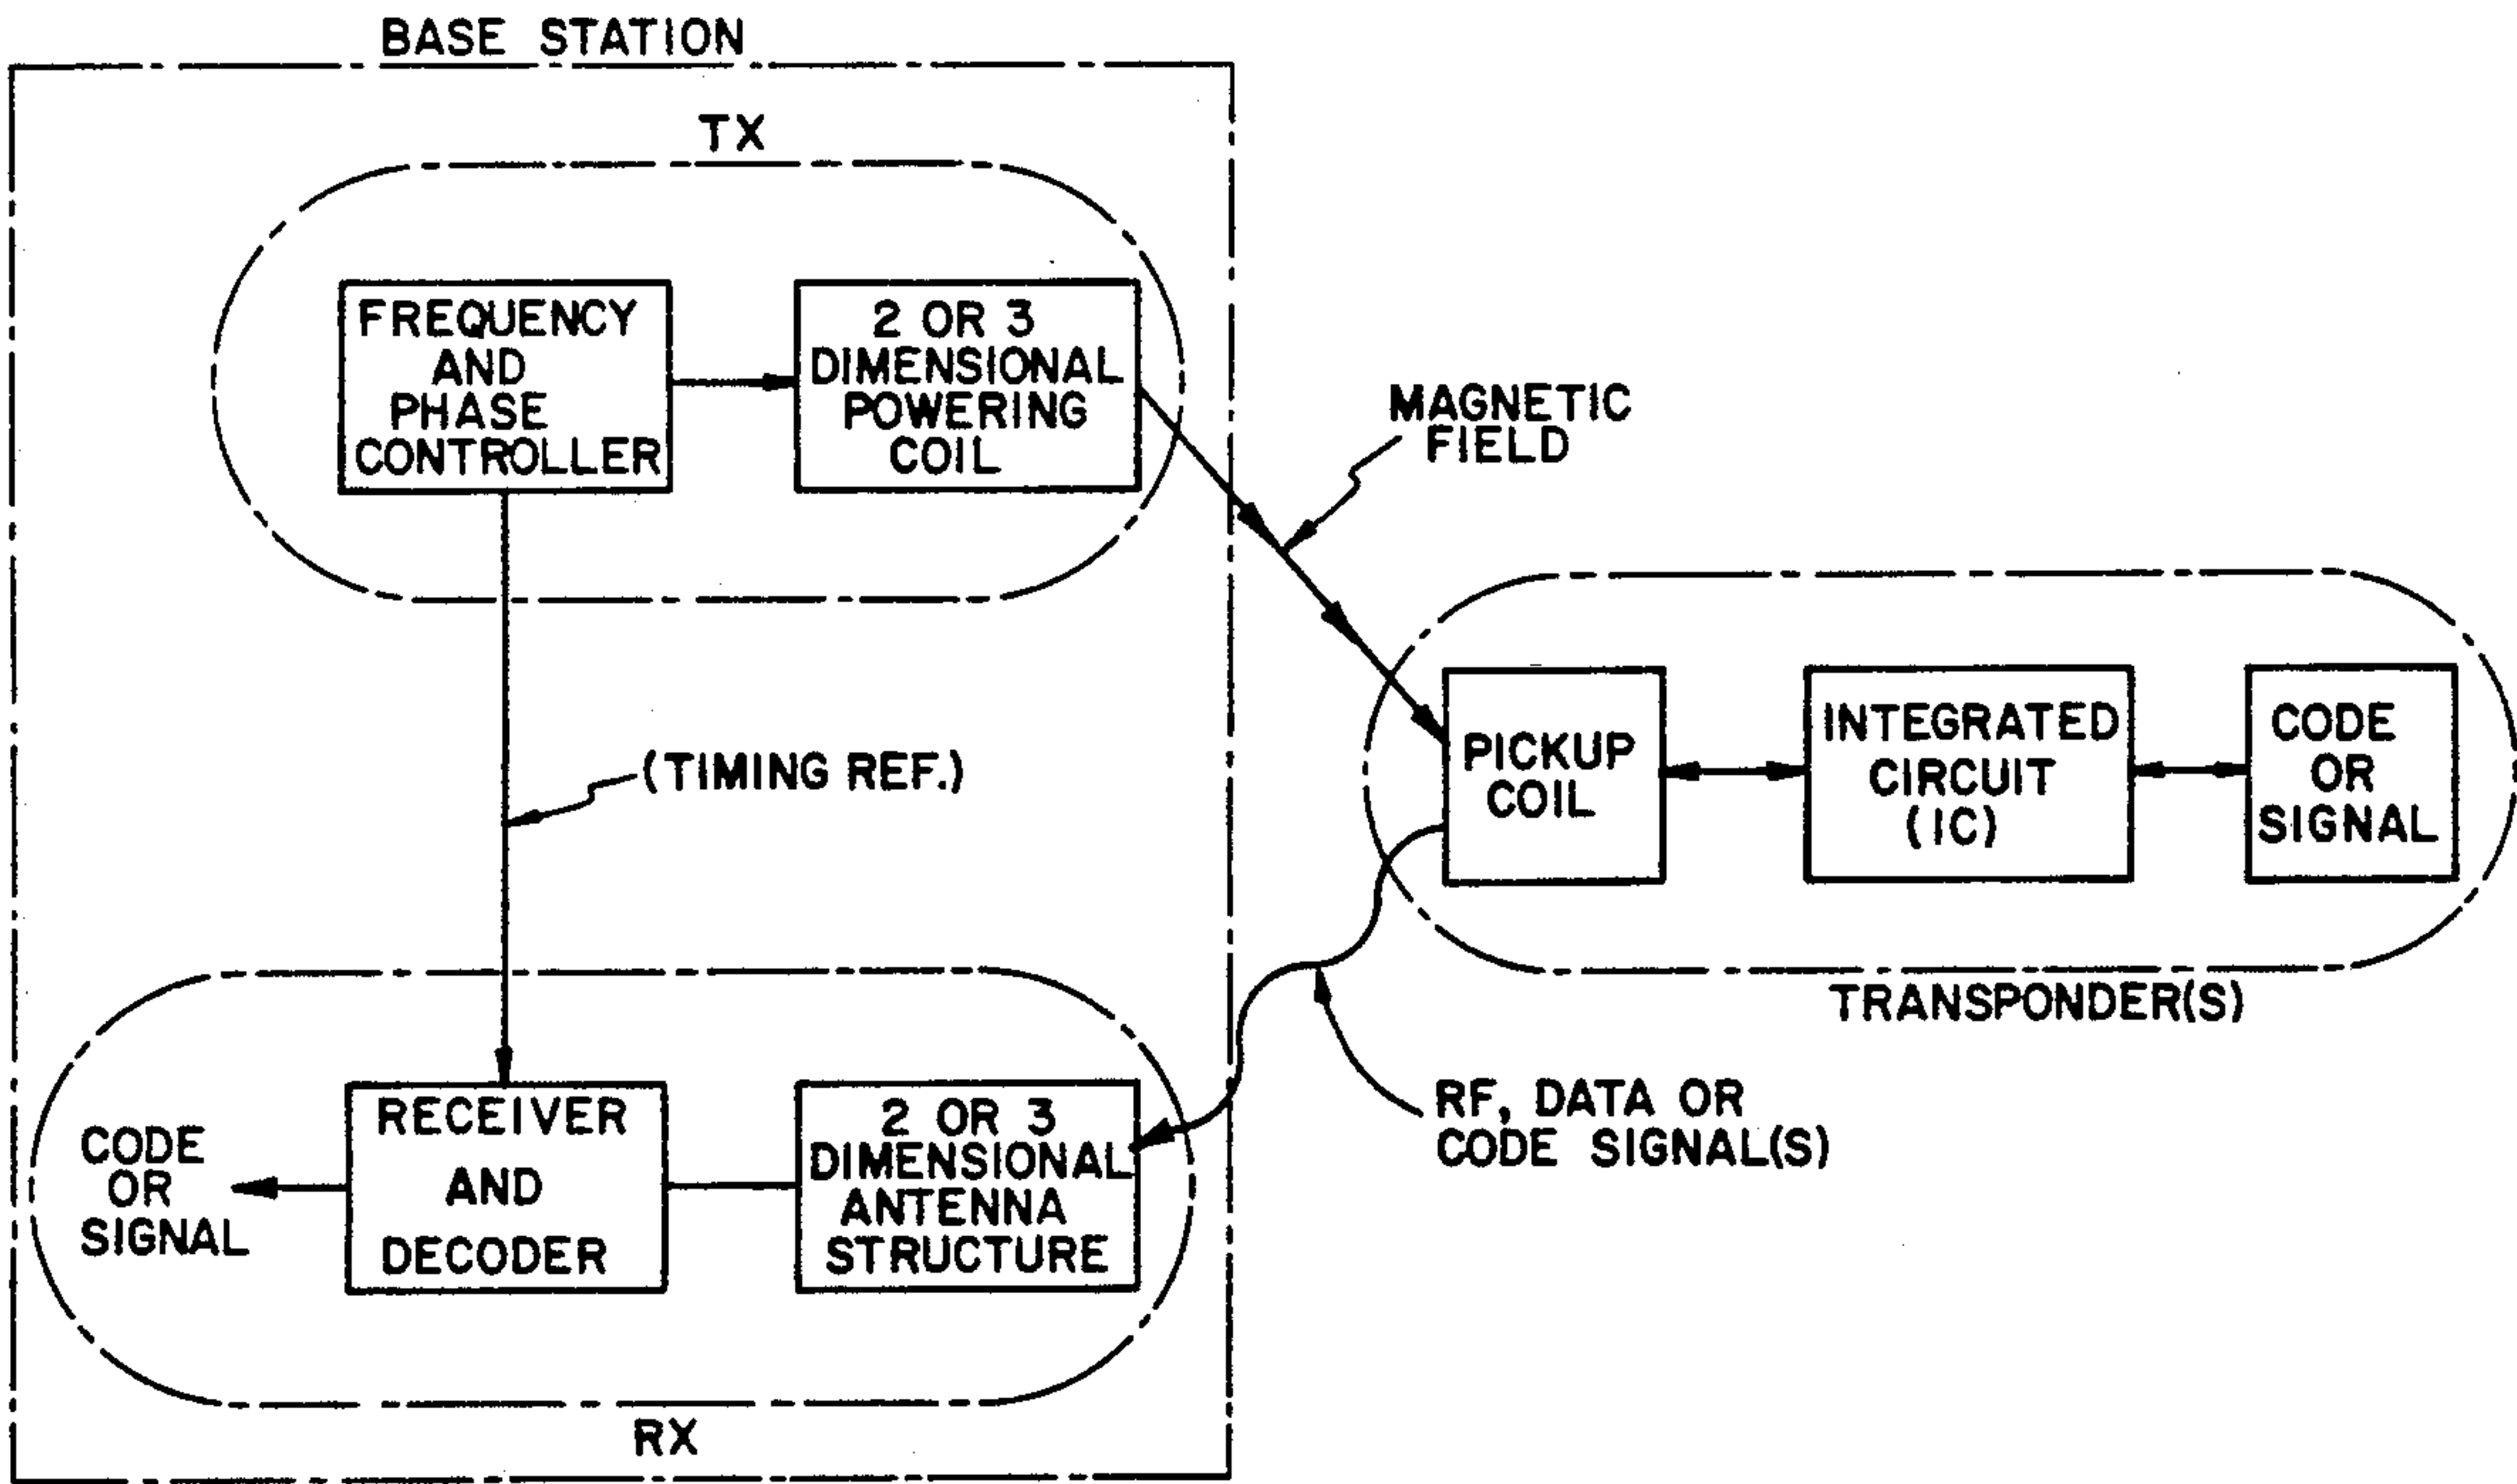 BASE STATION
TX
FREQUENCY
AND
PHASE
CONTROLLER
2 OR 3
DIMENSIONAL
POWERING
COIL
MAGNETIC
FIELD
(TIMING REF.)
PICKUP
COIL
INTEGRATED
CIRCUIT
(IC)
CODE
OR
SIGNAL
TRANSPONDER(S)
RF, DATA OR
CODE SIGNAL(S)
CODE
OR
SIGNAL
RECEIVER
AND
DECODER
2 OR 3
DIMENSIONAL
ANTENNA
STRUCTURE
RX